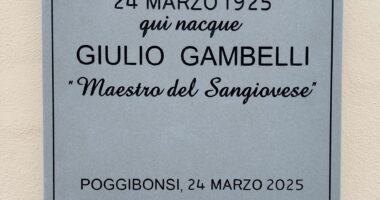 24 MARZO 1925
qui nacque
GIULIO GAMBELLI
"Maestro del Sangiovese"
POGGIBONSI, 24 MARZO 2025